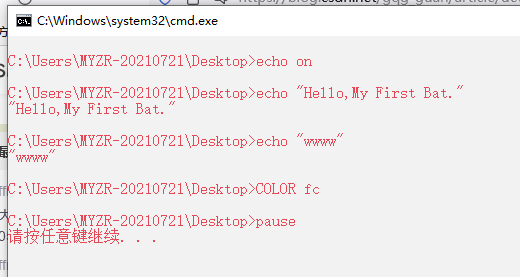 C:\Windows\system32\cmd.exe
C:\Users\MYZR-20210721\Desktop>echo on
C:\Users\MYZR-20210721\Desktop>echo "Hello,My First Bat."
"Hello,My First Bat."
C:\Users\MYZR-20210721\Desktop>echo "wwww"
"wwww"
C:\Users\MYZR-20210721\Desktop>COLOR fc
C:\Users\MYZR-20210721\Desktop>pause
请按任意键继续. . .